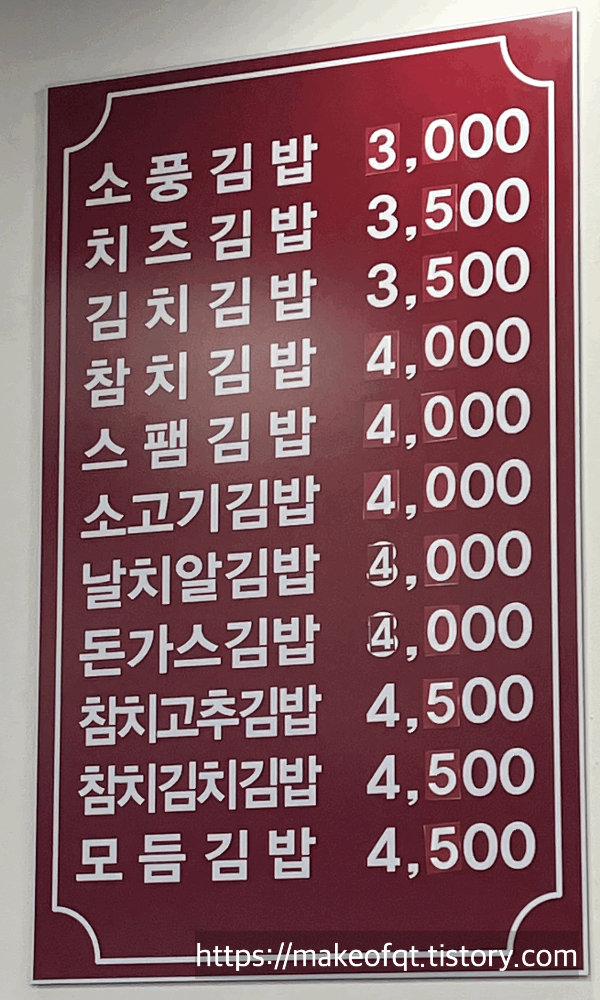 소풍김밥 3,000
치즈김밥 3,500
김치김밥 3,500
참치김밥 4,000
스팸김밥 4,000
소고기김밥 4,000
날치알김밥 4,000
돈가스김밥 4,000
참치고추김밥 4,500
참치김치김밥 4,500
모듬김밥 4,500
https://makeofqt.tistory.com